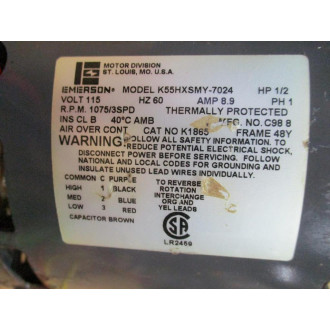 MOTOR DIVISION
ST. LOUIS, MO. U.S.A.
EMERSON® MODEL K55HXSMY-7024 HP 1/2
VOLT 115 HZ 60 AMP 8.9 PH 1
R.P.M. 1075/3SPD THERMALLY PROTECTED
INS CL B 40°C AMB MFG. NO. C98 8
AIR OVER CONT. CAT NO K1865 FRAME 48Y
WARNING: FOLLOW ALL SAFETY INFORMATION. TO
REDUCE POTENTIAL ELECTRICAL SHOCK,
DISCONNECT POWER BEFORE SERVICING. FOLLOW
NATIONAL AND LOCAL CODES FOR GROUNDING AND
INSULATE UNUSED LEAD WIRES INDIVIDUALLY.
COMMON C PURPLE
HIGH 1 BLACK
MED 2 BLUE
LOW 3 RED
CAPACITOR BROWN
TO REVERSE
ROTATION
INTERCHANGE
ORG AND
YEL LEADS
SA
LR2459